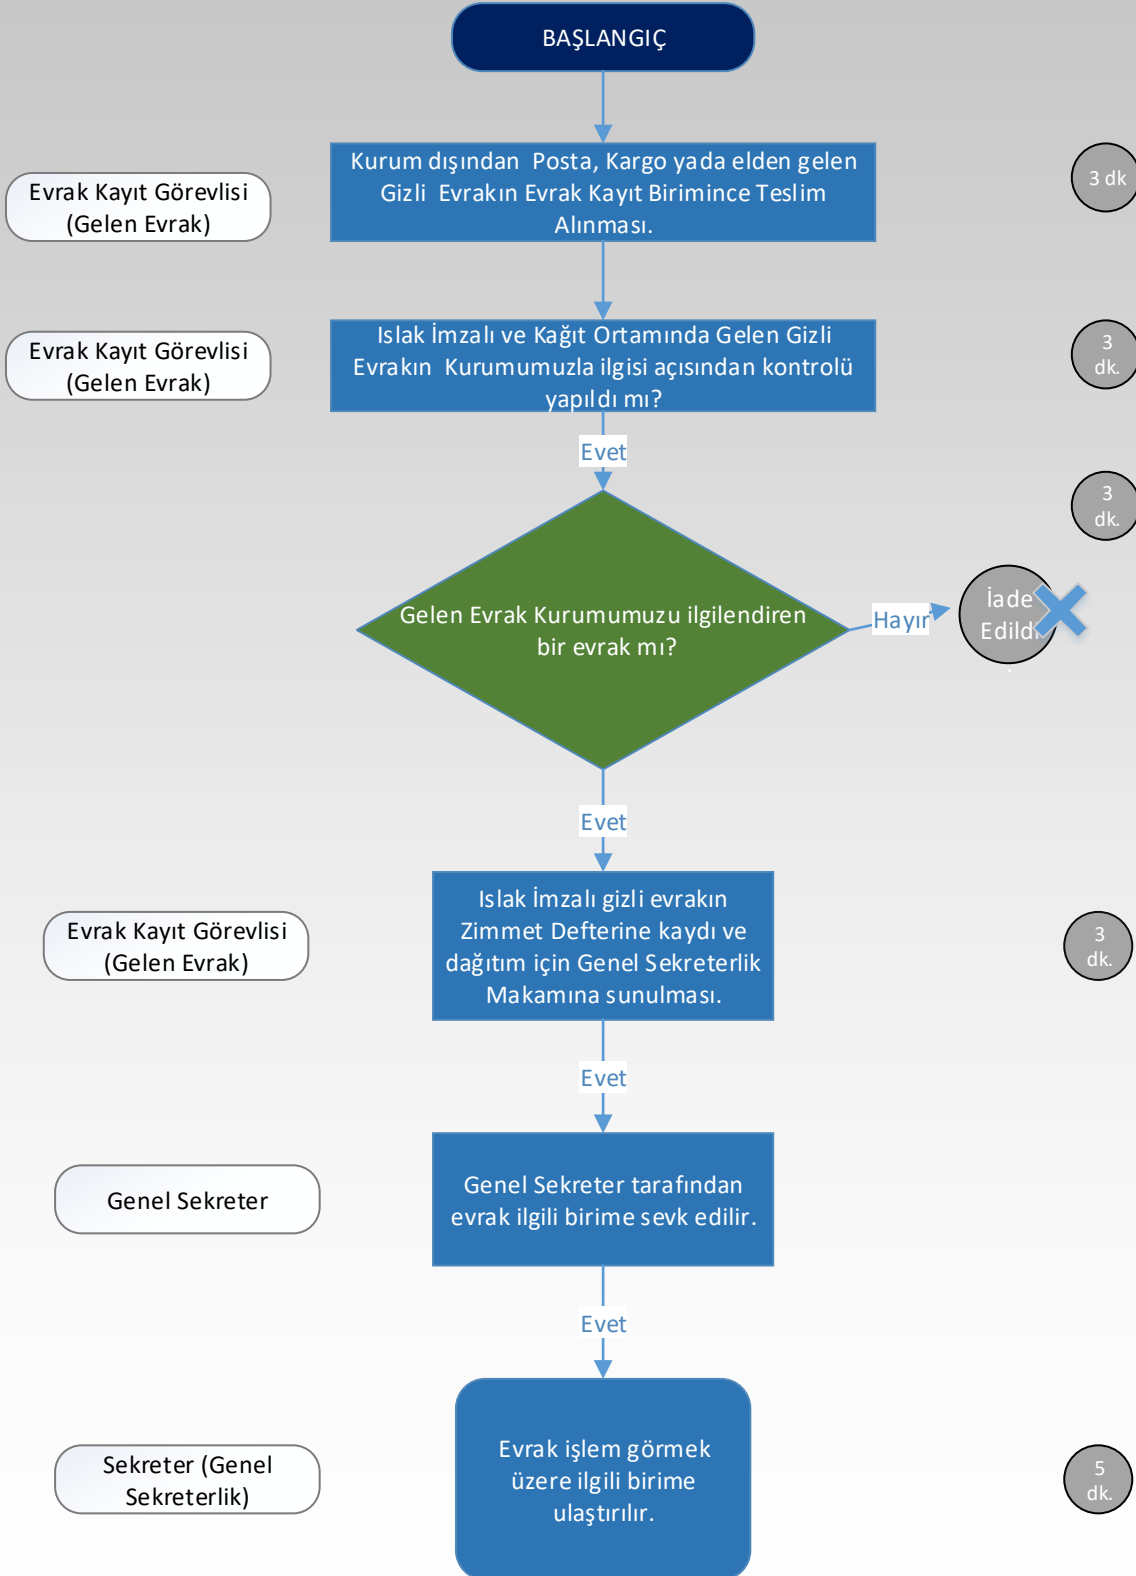 BAŞLANGIÇ
Evrak Kayıt Görevlisi
(Gelen Evrak)
Kurum dışından  Posta, Kargo yada elden gelen
Gizli  Evrakın Evrak Kayıt Birimince Teslim
Alınması.
3 dk
Evrak Kayıt Görevlisi
(Gelen Evrak)
Islak İmzalı ve Kağıt Ortamında Gelen Gizli
Evrakın  Kurumumuzla ilgisi açısından kontrolü
yapıldı mı?
3
dk.
Evet
3
dk.
Gelen Evrak Kurumumuzu ilgilendiren
bir evrak mı?
Hayır
İade
Edildi
.
Evet
Evrak Kayıt Görevlisi
(Gelen Evrak)
Islak İmzalı gizli evrakın
Zimmet Defterine kaydı ve
dağıtım için Genel Sekreterlik
Makamına sunulması.
3
dk.
Evet
Genel Sekreter
Genel Sekreter tarafından
evrak ilgili birime sevk edilir.
Evet
Sekreter (Genel
Sekreterlik)
Evrak işlem görmek
üzere ilgili birime
ulaştırılır.
5
dk.